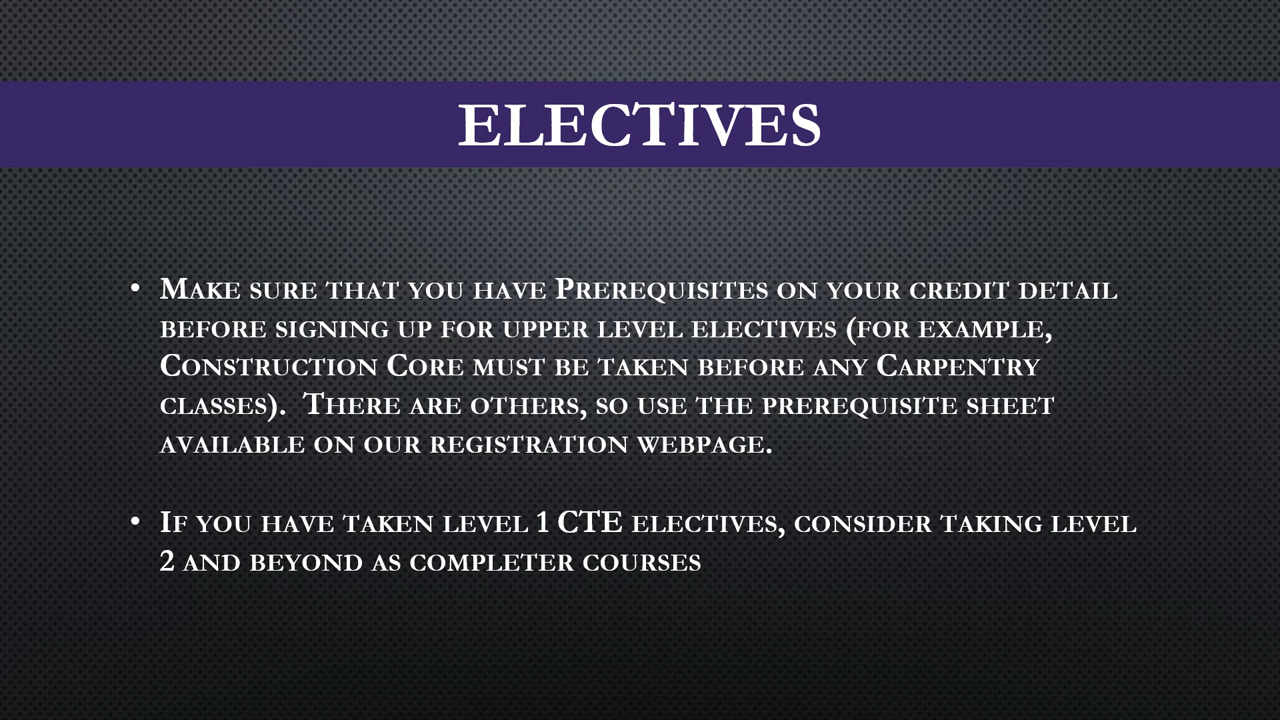 ELECTIVES
• Make sure that you have Prerequisites on your credit detail
before signing up for upper level electives (for example,
Construction Core must be taken before any Carpentry
classes).  There are others, so use the prerequisite sheet
available on our registration webpage.
• If you have taken level 1 CTE electives, consider taking level
2 and beyond as completer courses